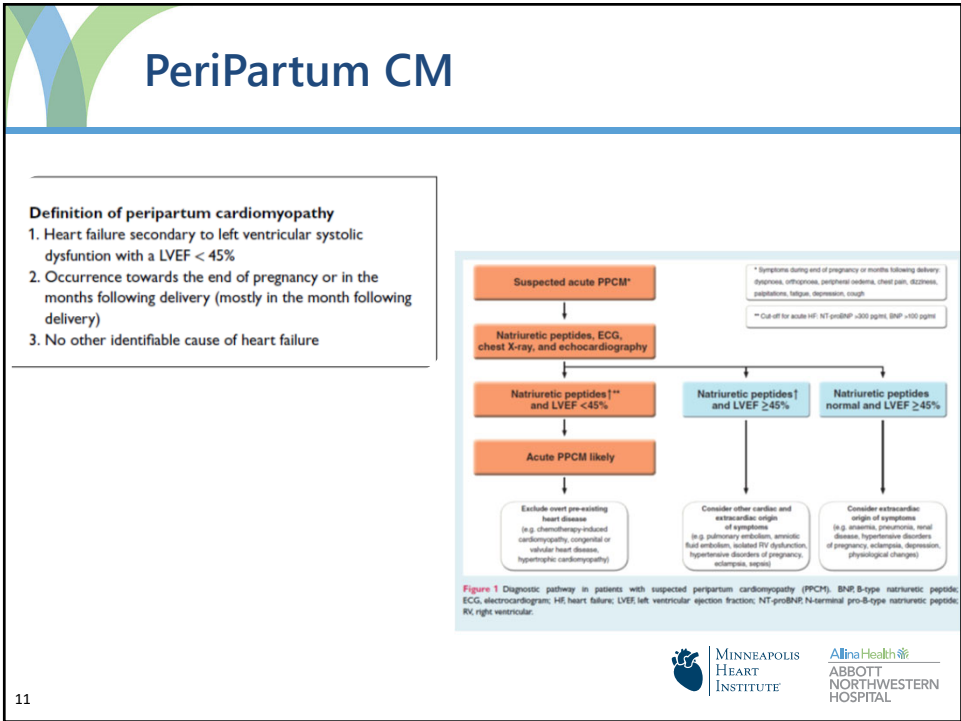 PeriPartum CM
Definition of peripartum cardiomyopathy
1. Heart failure secondary to left ventricular systolic
dysfuntion with a LVEF < 45%
2. Occurrence towards the end of pregnancy or in the
months following delivery (mostly in the month following
delivery)
3. No other identifiable cause of heart failure
Suspected acute PPCM*
* Symptoms during end of pregnancy or months following delivery:
dyspnoea, orthopnoea, peripheral oedema, chest pain, dizziness,
palpitations, fatigue, depression, cough
** Cut-off for acute HF: NT-proBNP >300 pg/ml, BNP >100 pg/ml
Natriuretic peptides, ECG,
chest X-ray, and echocardiography
Natriuretic peptides↑**
and LVEF <45%
Natriuretic peptides↑
and LVEF ≥45%
Natriuretic peptides
normal and LVEF ≥45%
Acute PPCM likely
Exclude overt pre-existing
heart disease
(e.g. chemotherapy-induced
cardiomyopathy, congenital or
valvular heart disease,
hypertrophic cardiomyopathy)
Consider other cardiac and
extracardiac origin
of symptoms
(e.g. pulmonary embolism, amniotic
fluid embolism, isolated RV dysfunction,
hypertensive disorders of pregnancy,
eclampsia, sepsis)
Consider extracardiac
origin of symptoms
(e.g. anaemia, pneumonia, renal
disease, hypertensive disorders
of pregnancy, eclampsia, depression,
physiological changes)
Figure 1 Diagnostic pathway in patients with suspected peripartum cardiomyopathy (PPCM). BNP, B-type natriuretic peptide;
ECG, electrocardiogram; HF, heart failure; LVEF, left ventricular ejection fraction; NT-proBNP, N-terminal pro-B-type natriuretic peptide;
RV, right ventricular.
MINNEAPOLIS
HEART
INSTITUTE
Allina Health
ABBOTT
NORTHWESTERN
HOSPITAL
11